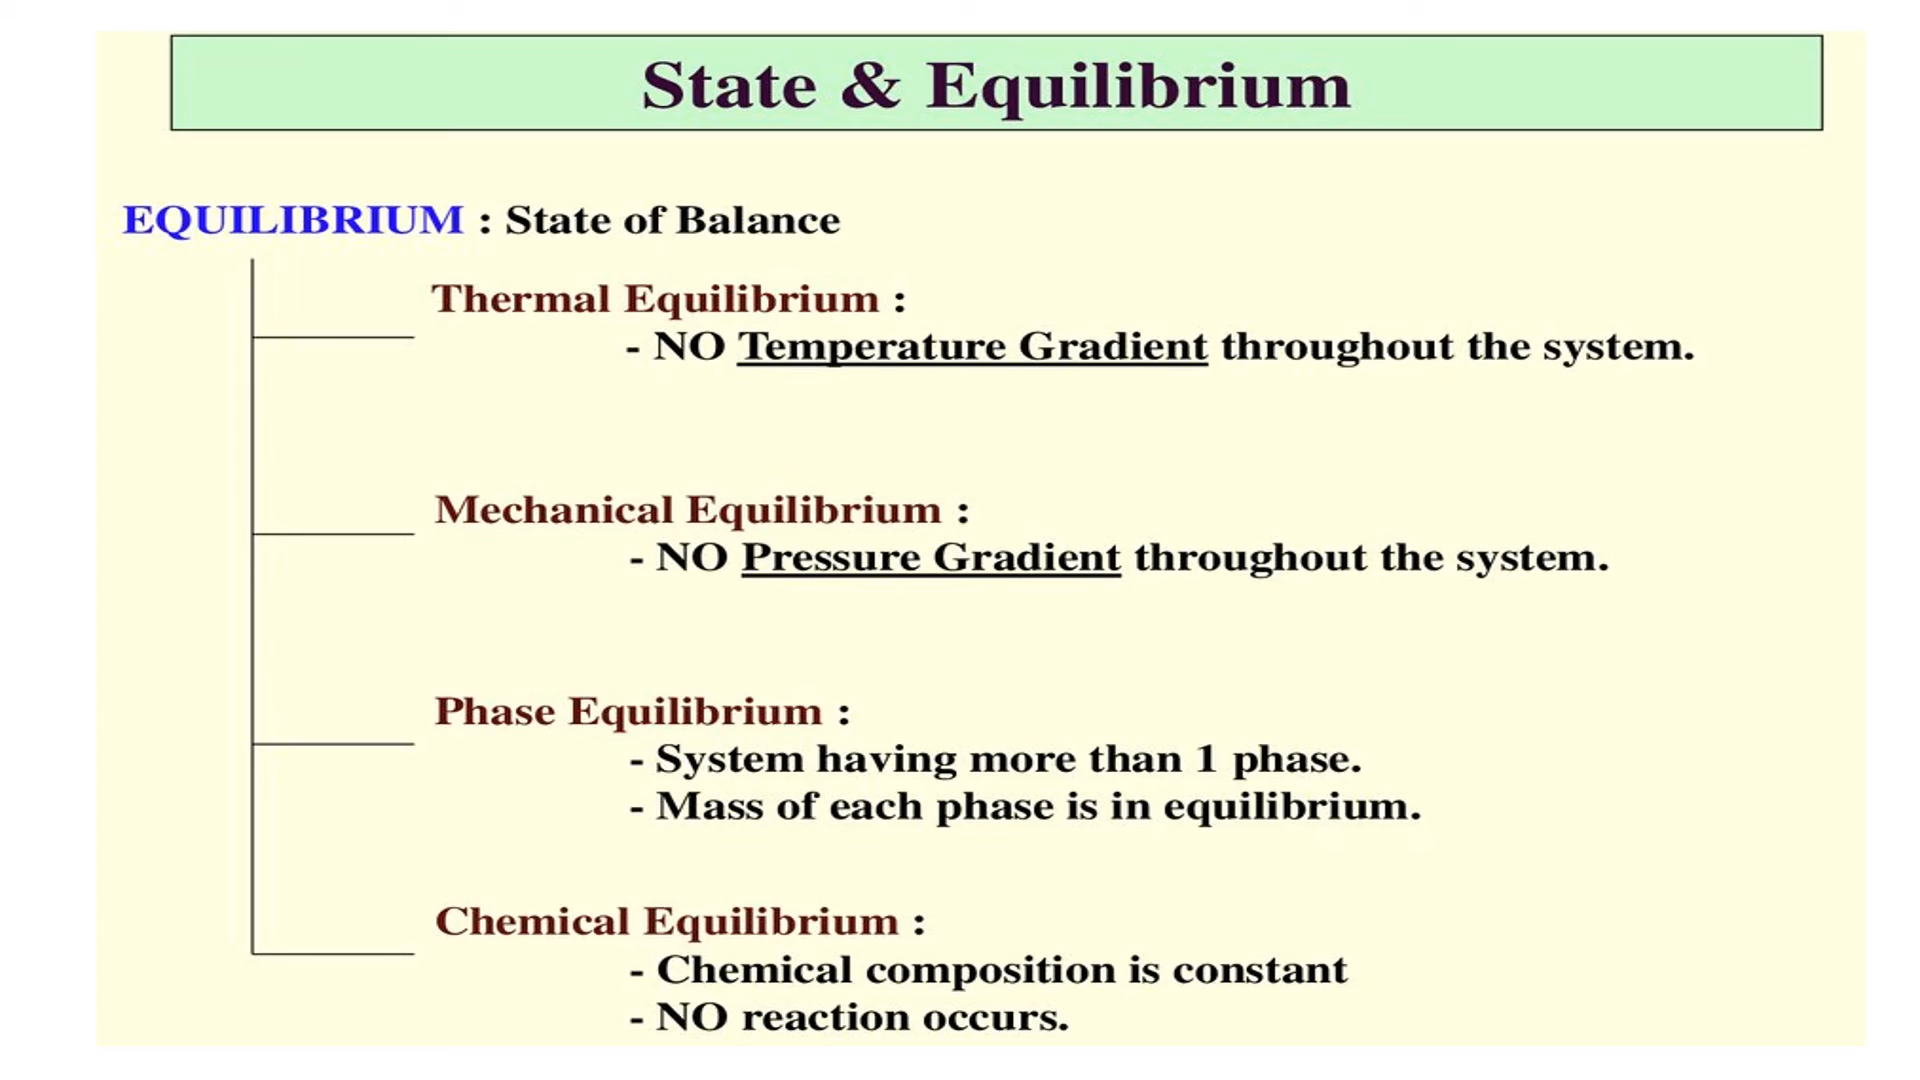 State & Equilibrium
EQUILIBRIUM : State of Balance
Thermal Equilibrium :
- NO Temperature Gradient throughout the system.
Mechanical Equilibrium :
- NO Pressure Gradient throughout the system.
Phase Equilibrium :
- System having more than 1 phase.
- Mass of each phase is in equilibrium.
Chemical Equilibrium :
- Chemical composition is constant
- NO reaction occurs.